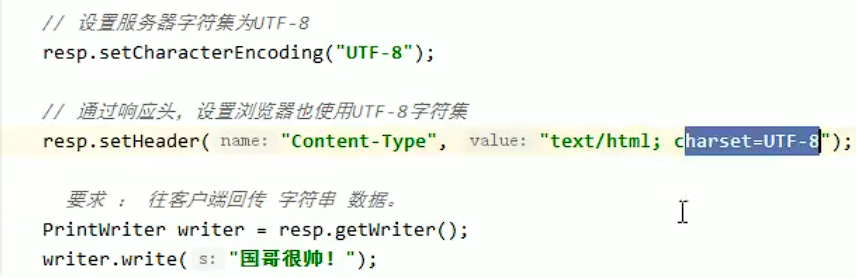 // 设置服务器字符集为UTF-8
resp.setCharacterEncoding("UTF-8");
// 通过响应头，设置浏览器也使用UTF-8字符集
resp.setHeader( name: "Content-Type", value: "text/html; charset=UTF-8");
要求 ： 往客户端回传 字符串 数据。
PrintWriter writer = resp.getWriter();
writer.write( s: "国哥很帅！");